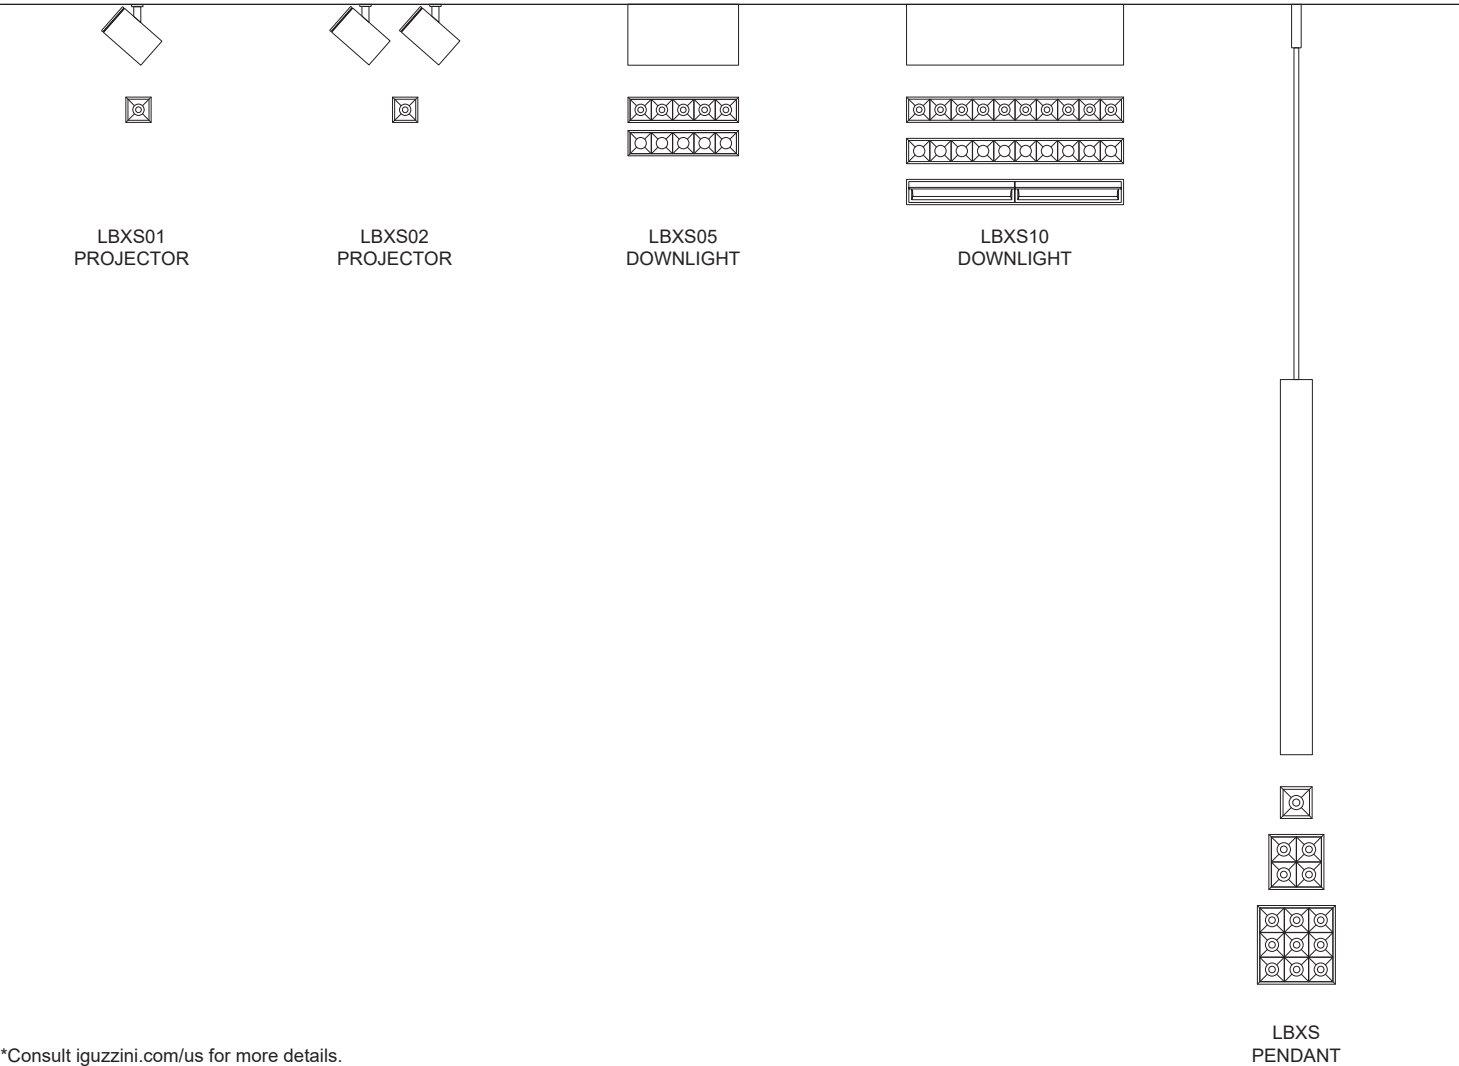 LBXS01
PROJECTOR
LBXS02
PROJECTOR
LBXS05
DOWNLIGHT
LBXS10
DOWNLIGHT
LBXS
PENDANT
*Consult iguzzini.com/us for more details.